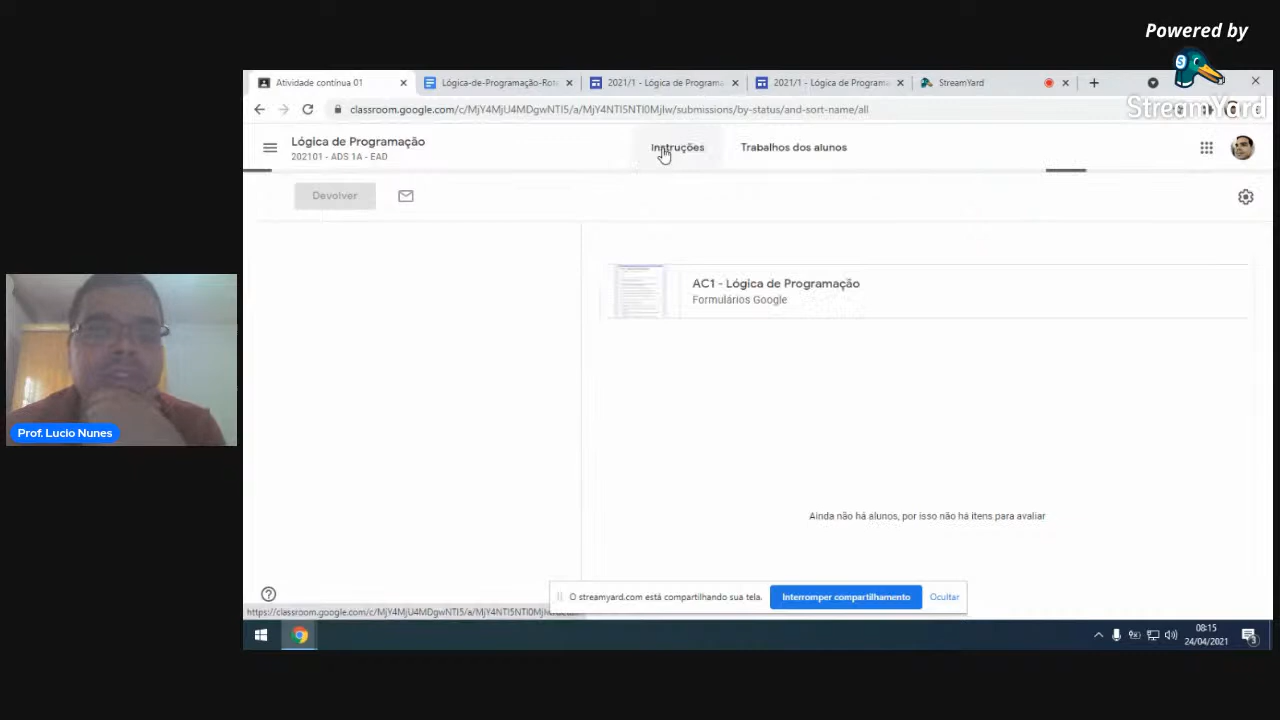 Powered by
StreamYard
Atividade contínua 01
Lógica-de-Programação-Rot
2021/1 - Lógica de Program
2021/1 - Lógica de Program
StreamYard
classroom.google.com/c/MjY4MjU4MDgwNTI5/a/MjY4NTI5NTI0MjIw/submissions/by-status/and-sort-name/all
Lógica de Programação
202101 - ADS 1A - EAD
Instruções
Trabalhos dos alunos
Devolver
AC1 - Lógica de Programação
Formulários Google
Prof. Lucio Nunes
Ainda não há alunos, por isso não há itens para avaliar
O streamyard.com está compartilhando sua tela.
Interromper compartilhamento
Ocultar
08:15
24/04/2021
3